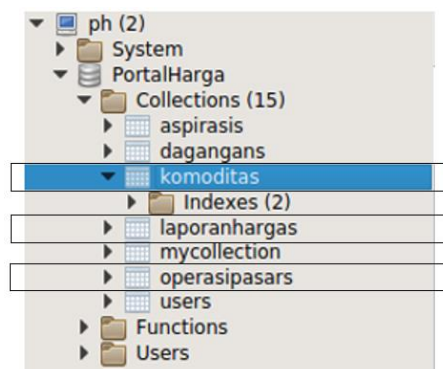 ph (2)
System
PortalHarga
Collections (15)
aspirasis
dagangans
komoditas
Indexes (2)
laporanhargas
mycollection
operasipasars
users
Functions
Users